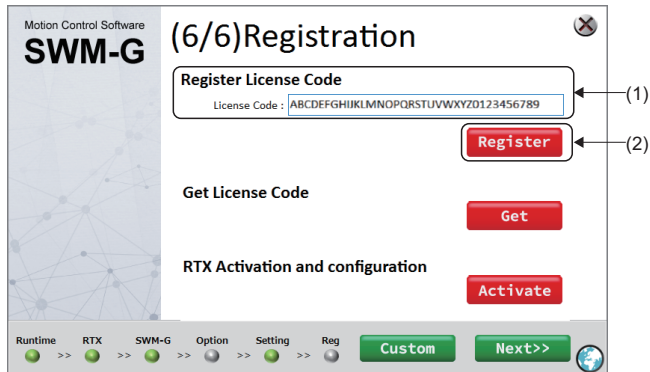 Motion Control Software
SWM-G
(6/6)Registration
Register License Code
(1)
License Code : ABCDEFGHIJKLMNOPQRSTUVWXYZ0123456789
Register
(2)
Get License Code
Get
RTX Activation and configuration
Activate
Runtime RTX SWM-G Option Setting Reg
>> >> >> >> >>
Custom
Next>>